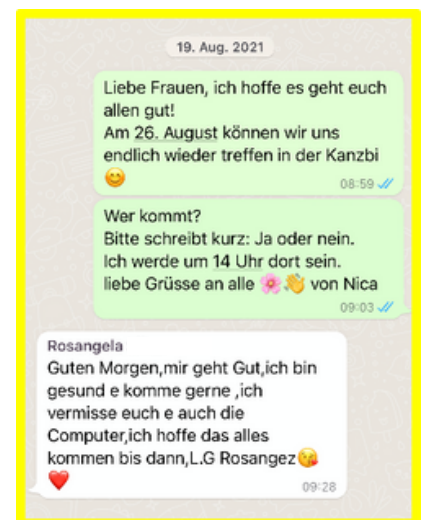 19. Aug. 2021
Liebe Frauen, ich hoffe es geht euch
allen gut!
Am 26. August können wir uns
endlich wieder treffen in der Kanzbi
😊
08:59
Wer kommt?
Bitte schreibt kurz: Ja oder nein.
Ich werde um 14 Uhr dort sein.
liebe Grüsse an alle 🌸👋 von Nica
09:03
Rosangela
Guten Morgen,mir geht Gut,ich bin
gesund e komme gerne ,ich
vermisse euch e auch die
Computer,ich hoffe das alles
kommen bis dann,L.G Rosangez😘
❤️
09:28